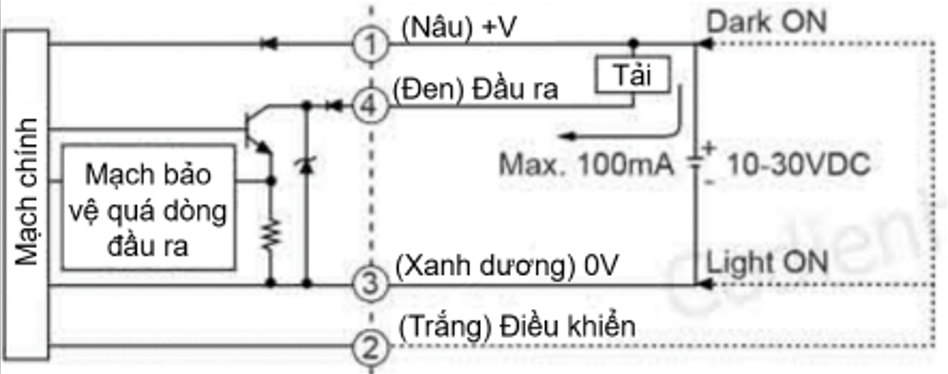 (Nâu) +V
Dark ON
1
Tải
4
(Đen) Đầu ra
Mạch chính
Max. 100mA
+
-
10-30VDC
Mạch bảo
vệ quá dòng
đầu ra
3
(Xanh dương) 0V
Light ON
2
(Trắng) Điều khiển